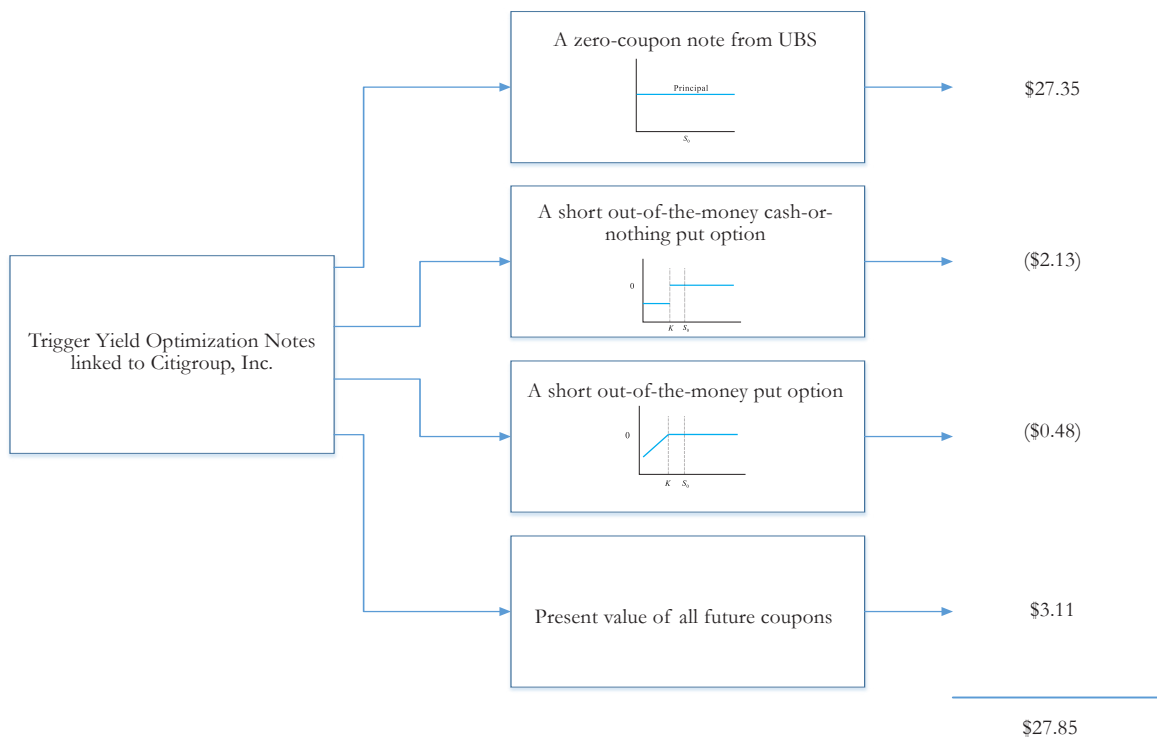 A zero-coupon note from UBS
Principal
S₀
$27.35
A short out-of-the-money cash-or-
nothing put option
0
K
S₀
($2.13)
Trigger Yield Optimization Notes
linked to Citigroup, Inc.
A short out-of-the-money put option
0
K
S₀
($0.48)
Present value of all future coupons
$3.11
$27.85